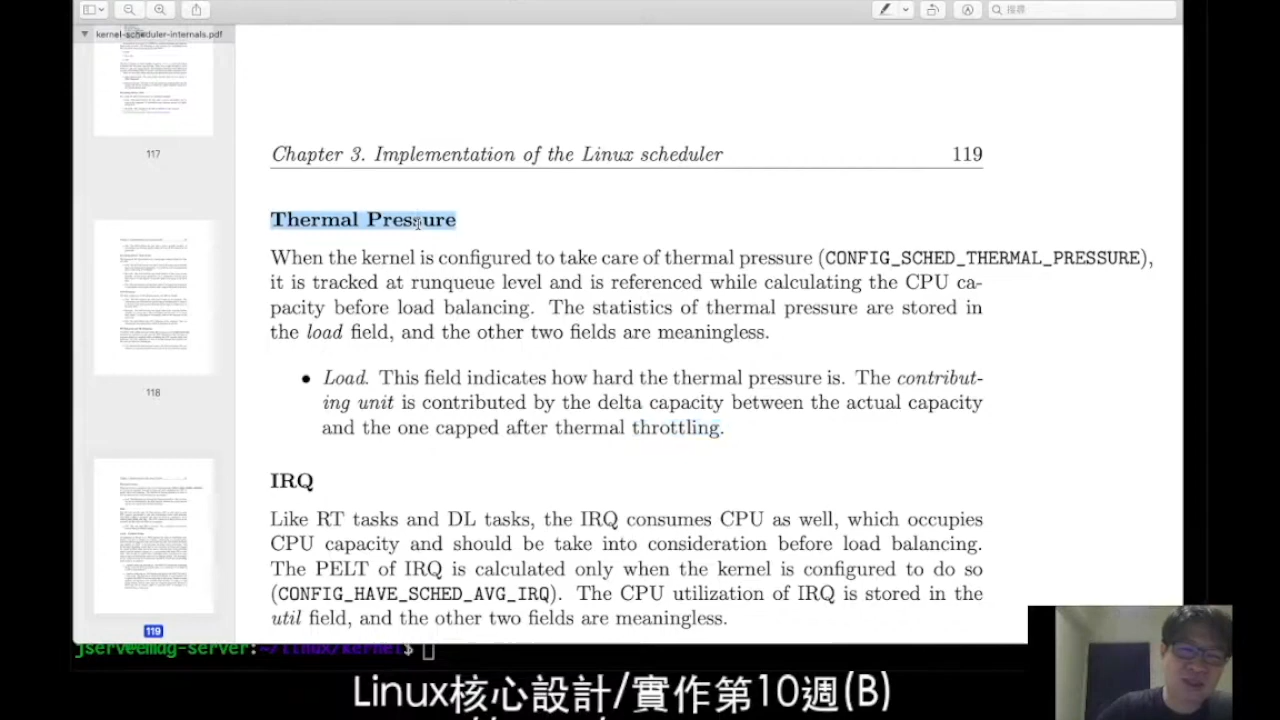 搜尋
kernel-scheduler-internals.pdf
117
118
119
Chapter 3. Implementation of the Linux scheduler 119
Thermal Pressure
When the kernel is configured to take care of thermal pressure (CONFIG_SCHED_THERMAL_PRESSURE),
it is tracked at runqueue level and is referenced while calculating the CPU ca-
pacity before load balancing. The statistics of thermal pressure are stored in
the load field, and the other two fields are meaningless.
• Load. This field indicates how hard the thermal pressure is. The contribut-
ing unit is contributed by the delta capacity between the actual capacity
and the one capped after thermal throttling.
IRQ
Like RT tasks and DL tasks, the IRQ consumes CPU as well, which occupies
CPU capacity and should be taken into consideration before load balancing.
The PELT of IRQ is calculated only when the kernel is configured to do so
(CONFIG_HAVE_SCHED_AVG_IRQ). The CPU utilization of IRQ is stored in the
util field, and the other two fields are meaningless.
jserv@emag-server:~/linux/kernel$
Linux核心設計/實作第10週(B)